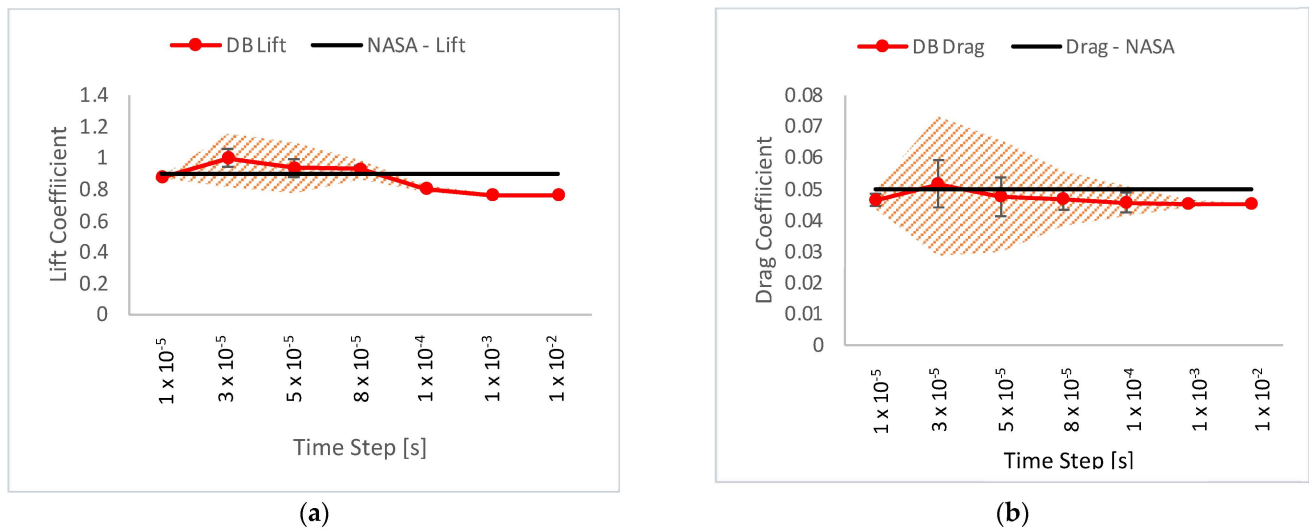 DB Lift NASA - Lift
1.4
1.2
1
0.8
0.6
0.4
0.2
0
Lift Coeffiicient
1 x 10⁻⁵
3 x 10⁻⁵
5 x 10⁻⁵
8 x 10⁻⁵
1 x 10⁻⁴
1 x 10⁻³
1 x 10⁻²
Time Step [s]
(a)
DB Drag Drag - NASA
0.08
0.07
0.06
0.05
0.04
0.03
0.02
0.01
0
Drag Coeffiicient
1 x 10⁻⁵
3 x 10⁻⁵
5 x 10⁻⁵
8 x 10⁻⁵
1 x 10⁻⁴
1 x 10⁻³
1 x 10⁻²
Time Step [s]
(b)